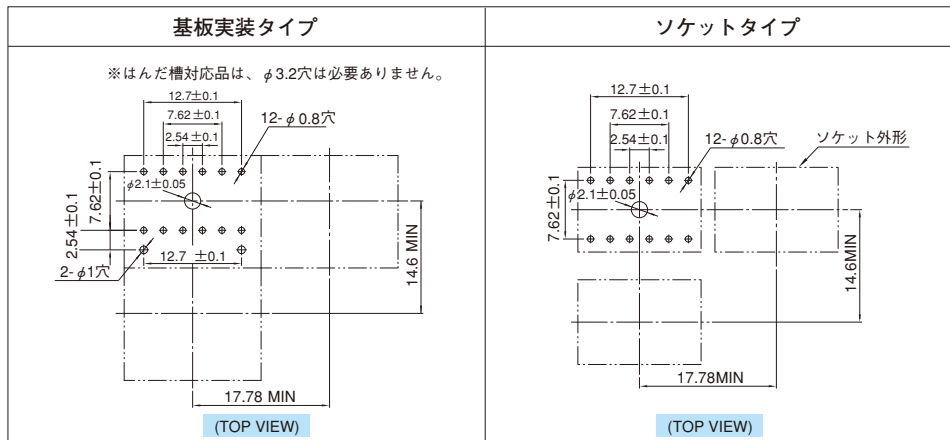 基板実装タイプ
ソケットタイプ
※はんだ槽対応品は、φ3.2穴は必要ありません。
12.7±0.1
7.62±0.1
2.54±0.1
12-φ0.8穴
φ2.1±0.05
7.62±0.1
2.54±0.1
2-φ1穴
12.7 ±0.1
14.6 MIN
17.78 MIN
(TOP VIEW)
12.7±0.1
7.62±0.1
2.54±0.1
12-φ0.8穴
ソケット外形
φ2.1±0.05
7.62±0.1
14.6MIN
17.78MIN
(TOP VIEW)